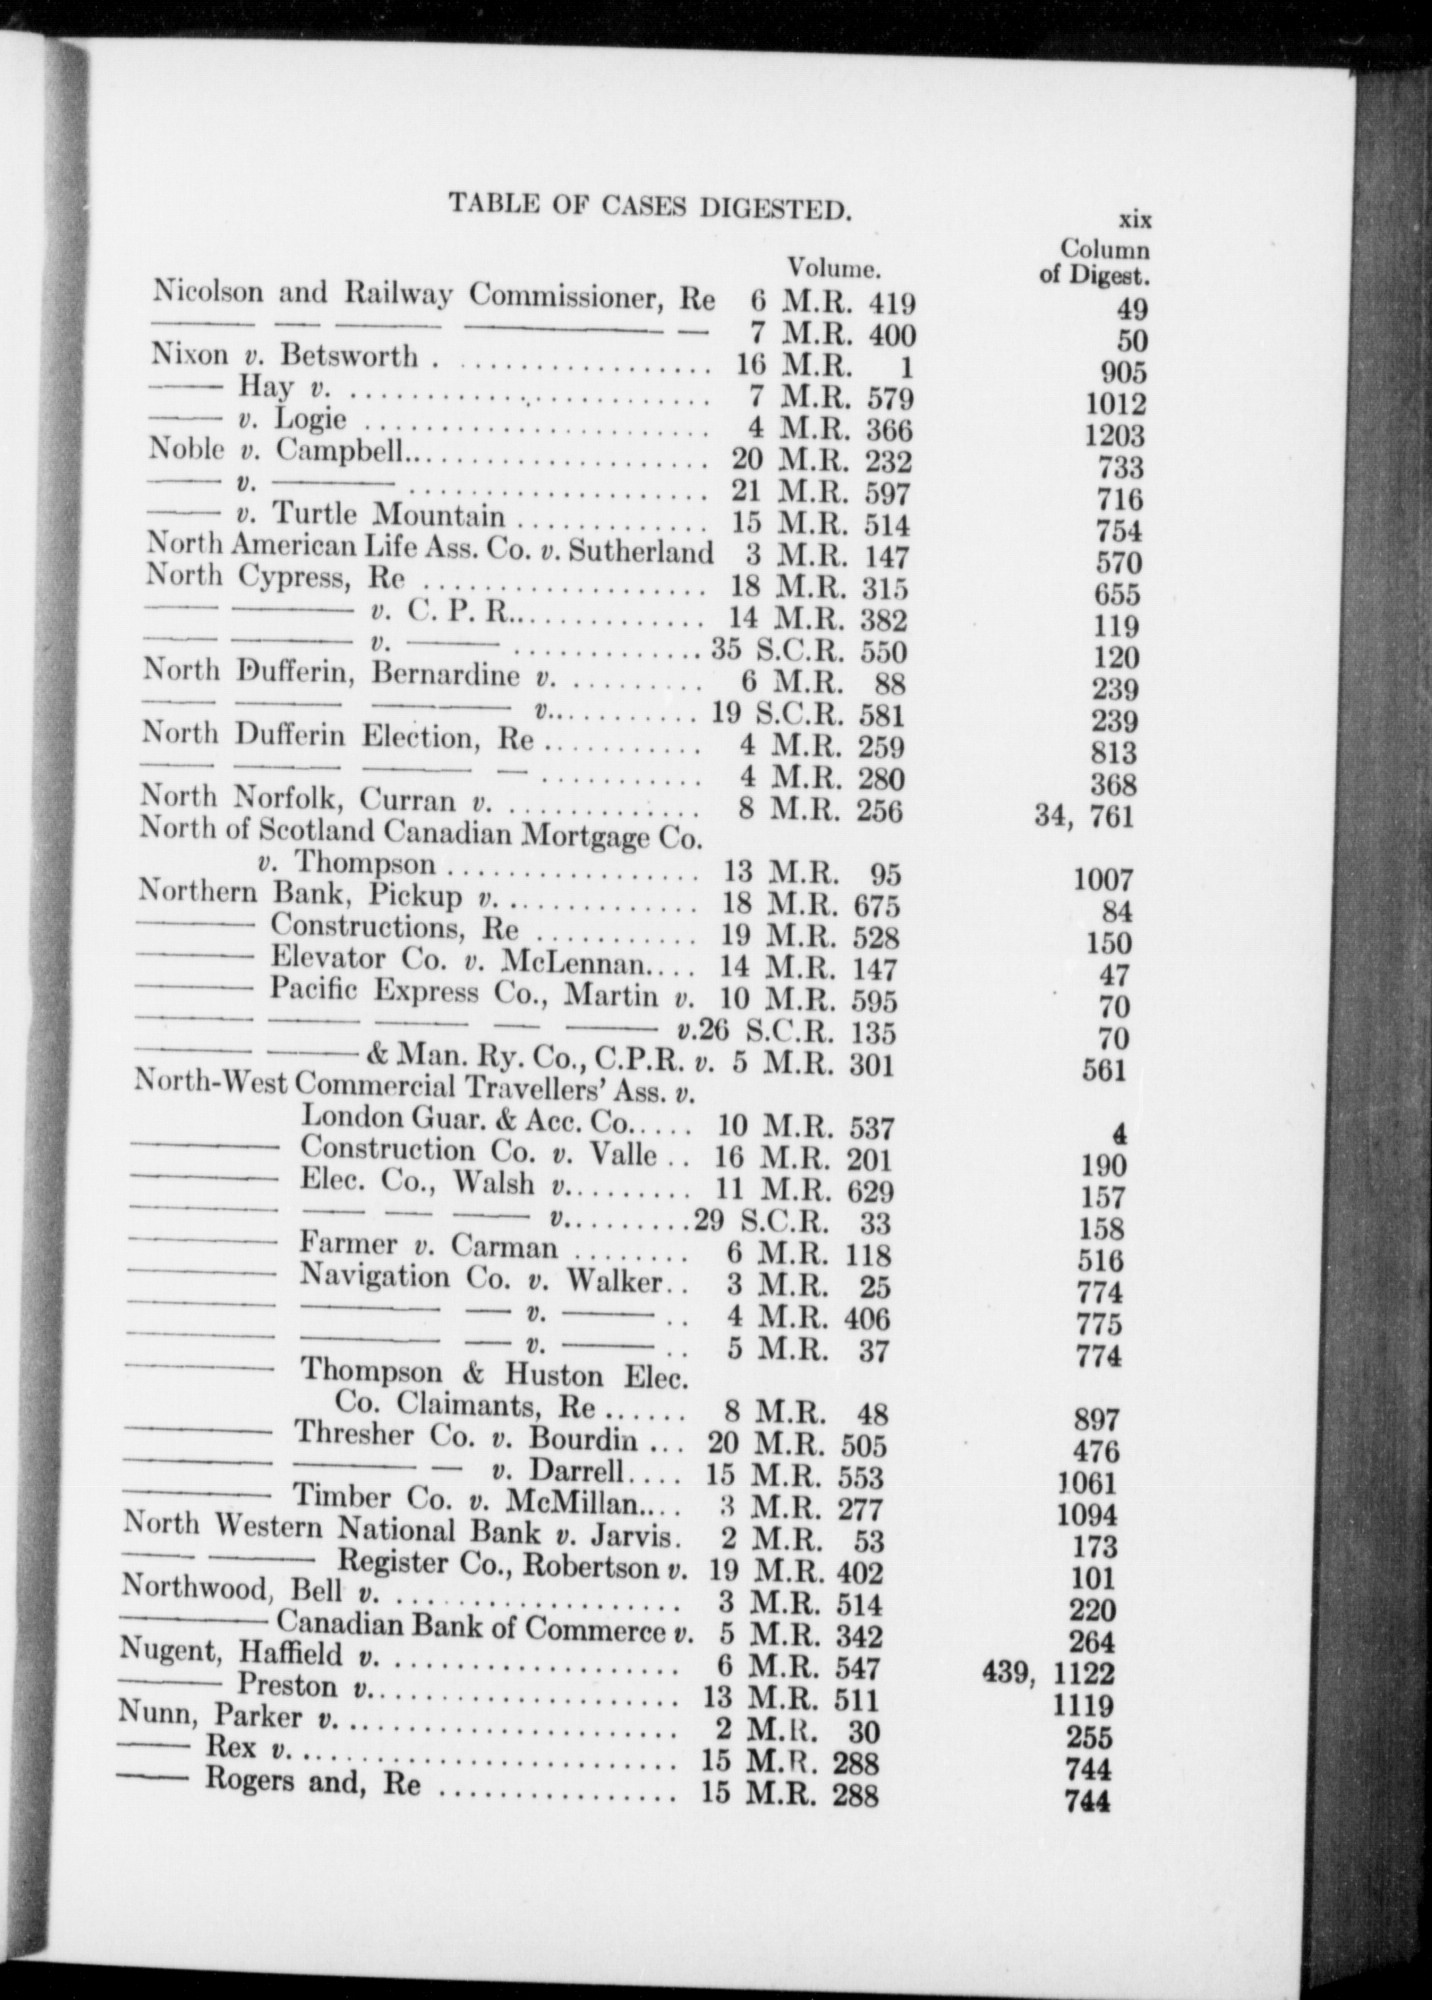 TABLE OF CASES DIGESTED.
xix
Volume. Column
of Digest.
Nicolson and Railway Commissioner, Re 6 M.R. 419 49
——— — ——— ————— — 7 M.R. 400 50
Nixon v. Betsworth . ................. 16 M.R. 1 905
—— Hay v. ........................ 7 M.R. 579 1012
—— v. Logie ....................... 4 M.R. 366 1203
Noble v. Campbell...................... 20 M.R. 232 733
—— v. ——— .................... 21 M.R. 597 716
—— v. Turtle Mountain ............. 15 M.R. 514 754
North American Life Ass. Co. v. Sutherland 3 M.R. 147 570
North Cypress, Re ................... 18 M.R. 315 655
—— ——— v. C. P. R.............. 14 M.R. 382 119
—— ——— v. ——— ............. 35 S.C.R. 550 120
North Dufferin, Bernardine v. ......... 6 M.R. 88 239
—— ——— ———— v........... 19 S.C.R. 581 239
North Dufferin Election, Re ........... 4 M.R. 259 813
—— ——— ——— — ........... 4 M.R. 280 368
North Norfolk, Curran v. ............. 8 M.R. 256 34, 761
North of Scotland Canadian Mortgage Co.
v. Thompson ................. 13 M.R. 95 1007
Northern Bank, Pickup v. ............. 18 M.R. 675 84
——— Constructions, Re ........... 19 M.R. 528 150
——— Elevator Co. v. McLennan.... 14 M.R. 147 47
——— Pacific Express Co., Martin v. 10 M.R. 595 70
——— ——— ——— — ——— v.26 S.C.R. 135 70
——— ——— & Man. Ry. Co., C.P.R. v. 5 M.R. 301 561
North-West Commercial Travellers' Ass. v.
London Guar. & Acc. Co..... 10 M.R. 537 4
———— Construction Co. v. Valle .. 16 M.R. 201 190
———— Elec. Co., Walsh v......... 11 M.R. 629 157
———— —— — —— v.........29 S.C.R. 33 158
———— Farmer v. Carman ........ 6 M.R. 118 516
———— Navigation Co. v. Walker.. 3 M.R. 25 774
———— ———— — v. ——— .. 4 M.R. 406 775
———— ———— — v. ——— .. 5 M.R. 37 774
———— Thompson & Huston Elec.
Co. Claimants, Re ...... 8 M.R. 48 897
———— Thresher Co. v. Bourdin ... 20 M.R. 505 476
———— ———— — v. Darrell.... 15 M.R. 553 1061
———— Timber Co. v. McMillan.... 3 M.R. 277 1094
North Western National Bank v. Jarvis. 2 M.R. 53 173
—— ——— Register Co., Robertson v. 19 M.R. 402 101
Northwood, Bell v. ................... 3 M.R. 514 220
———— Canadian Bank of Commerce v. 5 M.R. 342 264
Nugent, Haffield v. ................... 6 M.R. 547 439, 1122
——— Preston v..................... 13 M.R. 511 1119
Nunn, Parker v. ...................... 2 M.R. 30 255
—— Rex v. .......................... 15 M.R. 288 744
—— Rogers and, Re ................ 15 M.R. 288 744